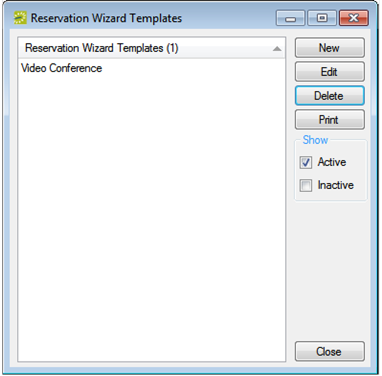 Reservation Wizard Templates
Reservation Wizard Templates (1)
Video Conference
New
Edit
Delete
Print
Show
Active
Inactive
Close